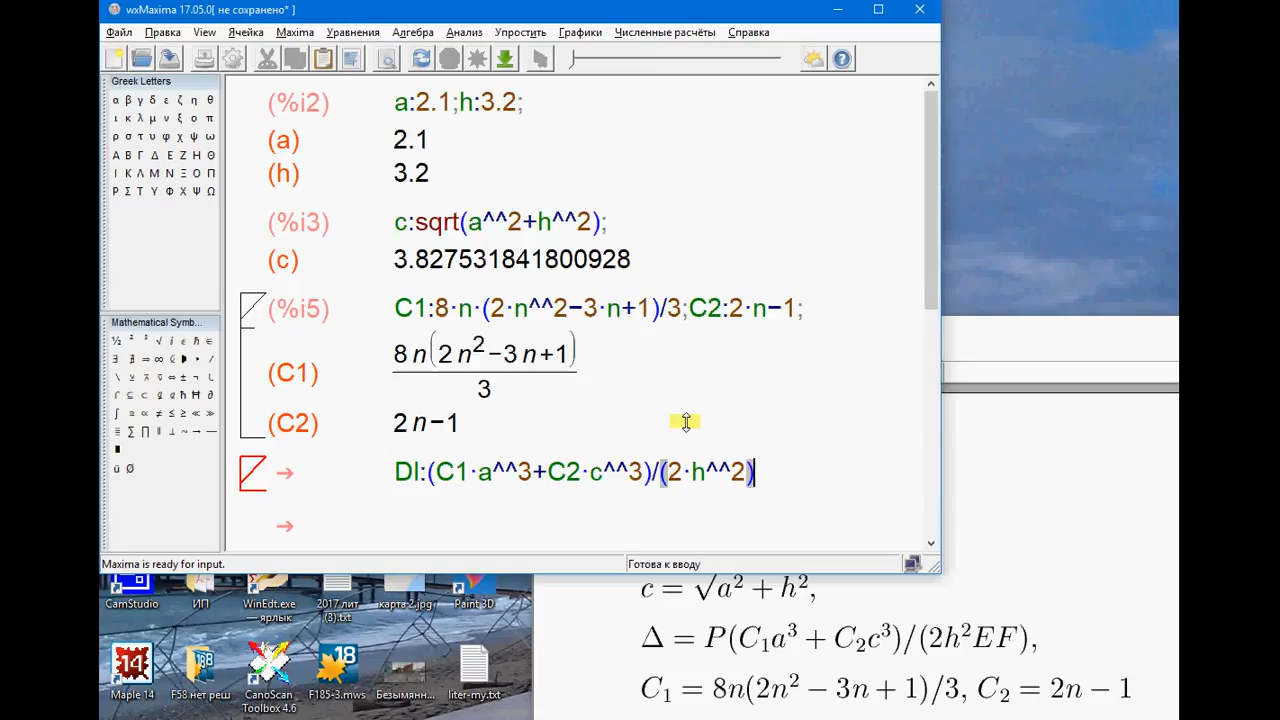 wxMaxima 17.05.0[ не сохранено* ]
Файл Правка View Ячейка Maxima Уравнения Алгебра Анализ Упростить Графики Численные расчёты Справка
Greek Letters
α β γ δ ε ζ η θ
ι κ λ μ ν ξ ο π
ρ σ τ υ φ χ ψ ω
Α Β Γ Δ Ε Ζ Η Θ
Ι Κ Λ Μ Ν Ξ Ο Π
Ρ Σ Τ Υ Φ Χ Ψ Ω
Mathematical Symb...
ü Ø
(%i2) a:2.1;h:3.2;
(a) 2.1
(h) 3.2
(%i3) c:sqrt(a^^2+h^^2);
(c) 3.827531841800928
(%i5) C1:8·n·(2·n^^2−3·n+1)/3;C2:2·n−1;
(C1) 8 n(2 n²−3 n+1)
3
(C2) 2 n−1
Dl:(C1·a^^3+C2·c^^3)/(2·h^^2)
Maxima is ready for input. Готова к вводу
CamStudio
ИП
WinEdt.exe — ярлык
2017 лит (3).txt
карта 2.jpg
Paint 3D
Maple 14
F58 нет реш
CanoScan Toolbox 4.6
F185-3.mws
Безымянн...
liter-my.txt
c = √a² + h²,
Δ = P(C₁a³ + C₂c³)/(2h²EF),
C₁ = 8n(2n² − 3n + 1)/3, C₂ = 2n − 1